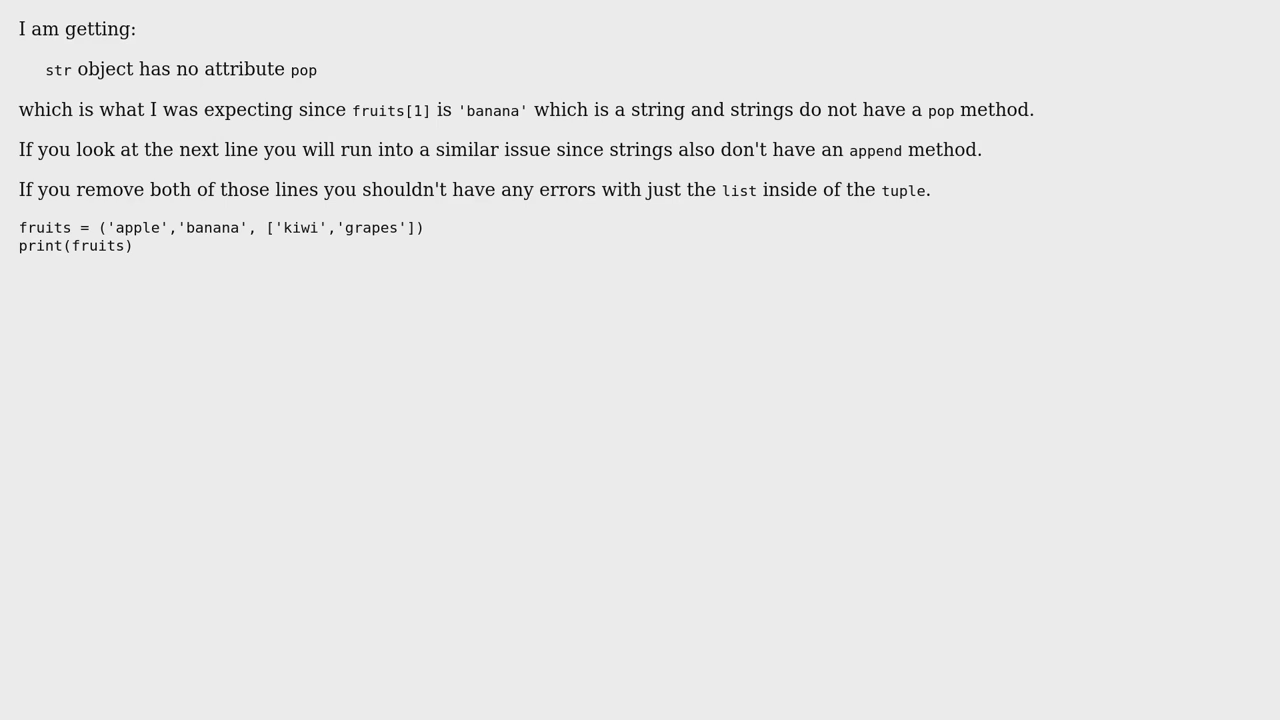 I am getting:
str object has no attribute pop
which is what I was expecting since fruits[1] is 'banana' which is a string and strings do not have a pop method.
If you look at the next line you will run into a similar issue since strings also don't have an append method.
If you remove both of those lines you shouldn't have any errors with just the list inside of the tuple.
fruits = ('apple','banana', ['kiwi','grapes'])
print(fruits)